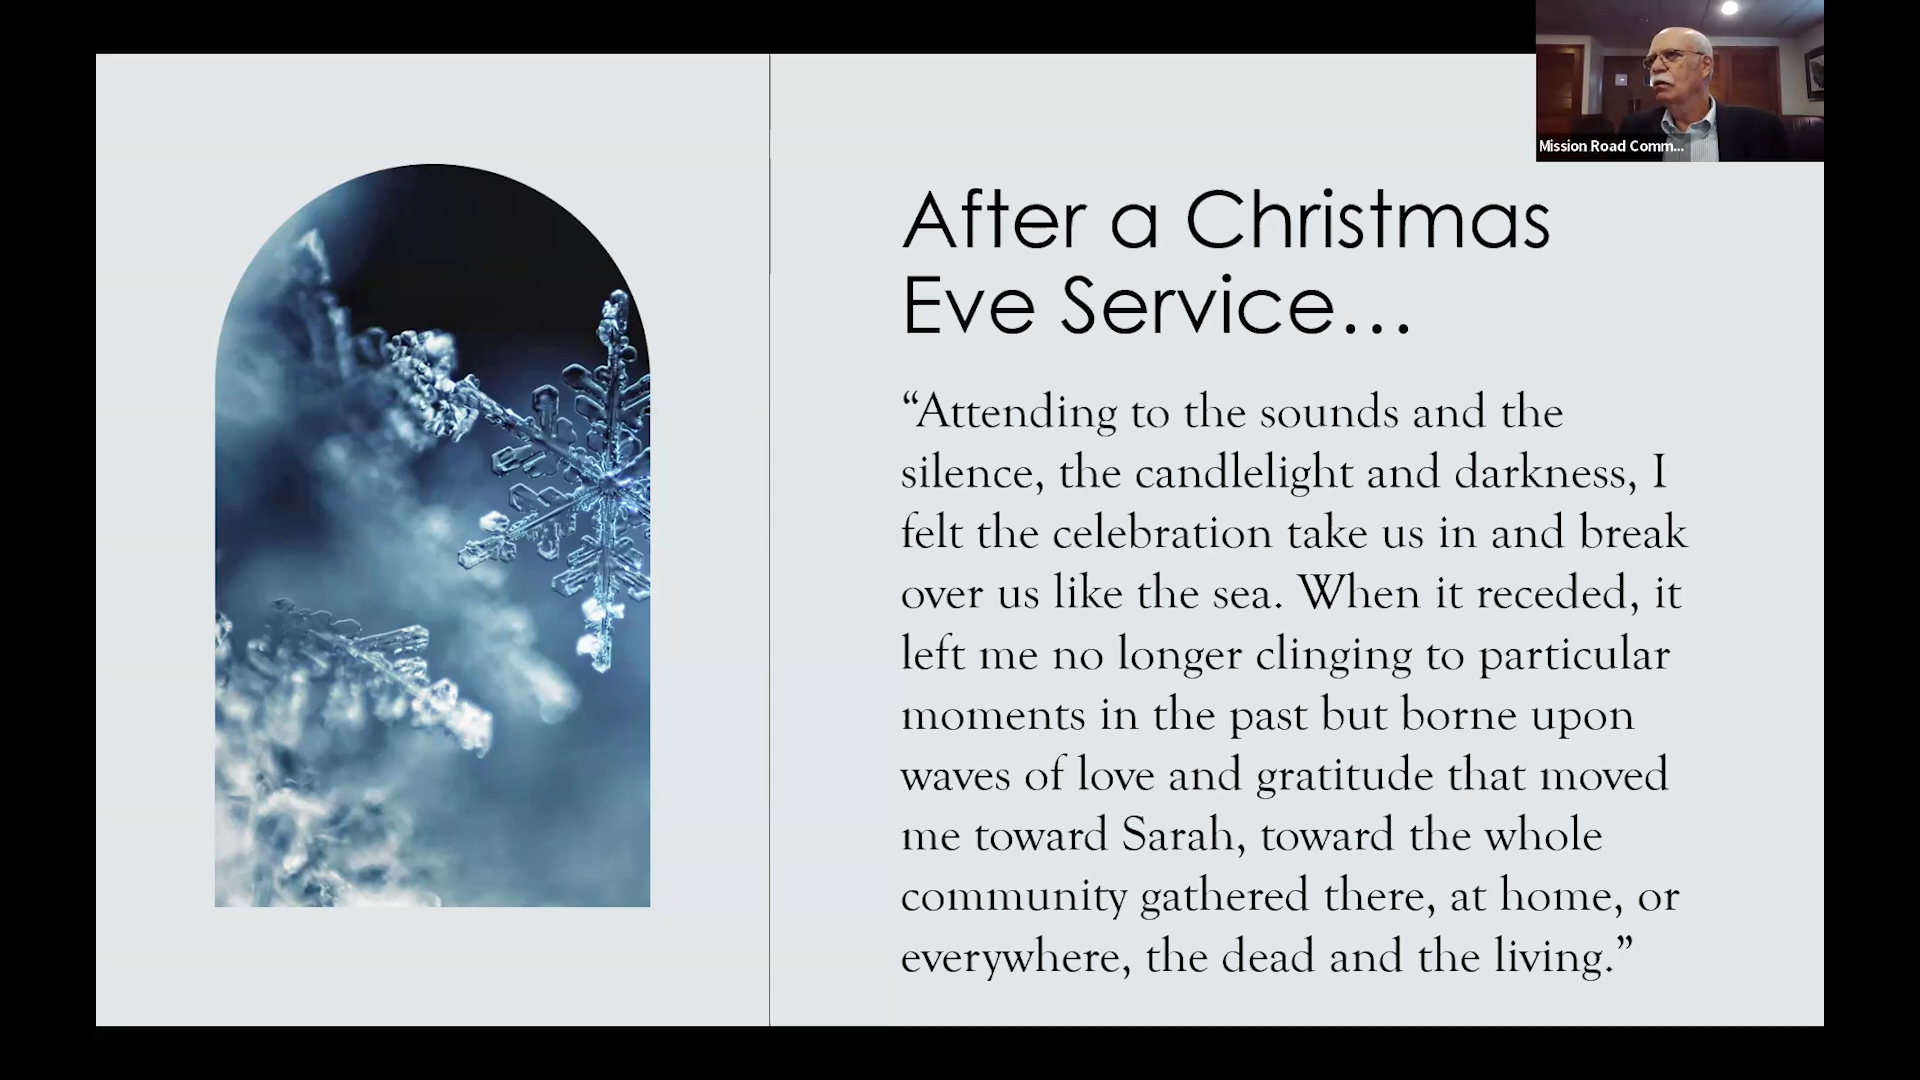 Mission Road Comm...
After a Christmas
Eve Service…
“Attending to the sounds and the
silence, the candlelight and darkness, I
felt the celebration take us in and break
over us like the sea. When it receded, it
left me no longer clinging to particular
moments in the past but borne upon
waves of love and gratitude that moved
me toward Sarah, toward the whole
community gathered there, at home, or
everywhere, the dead and the living.”